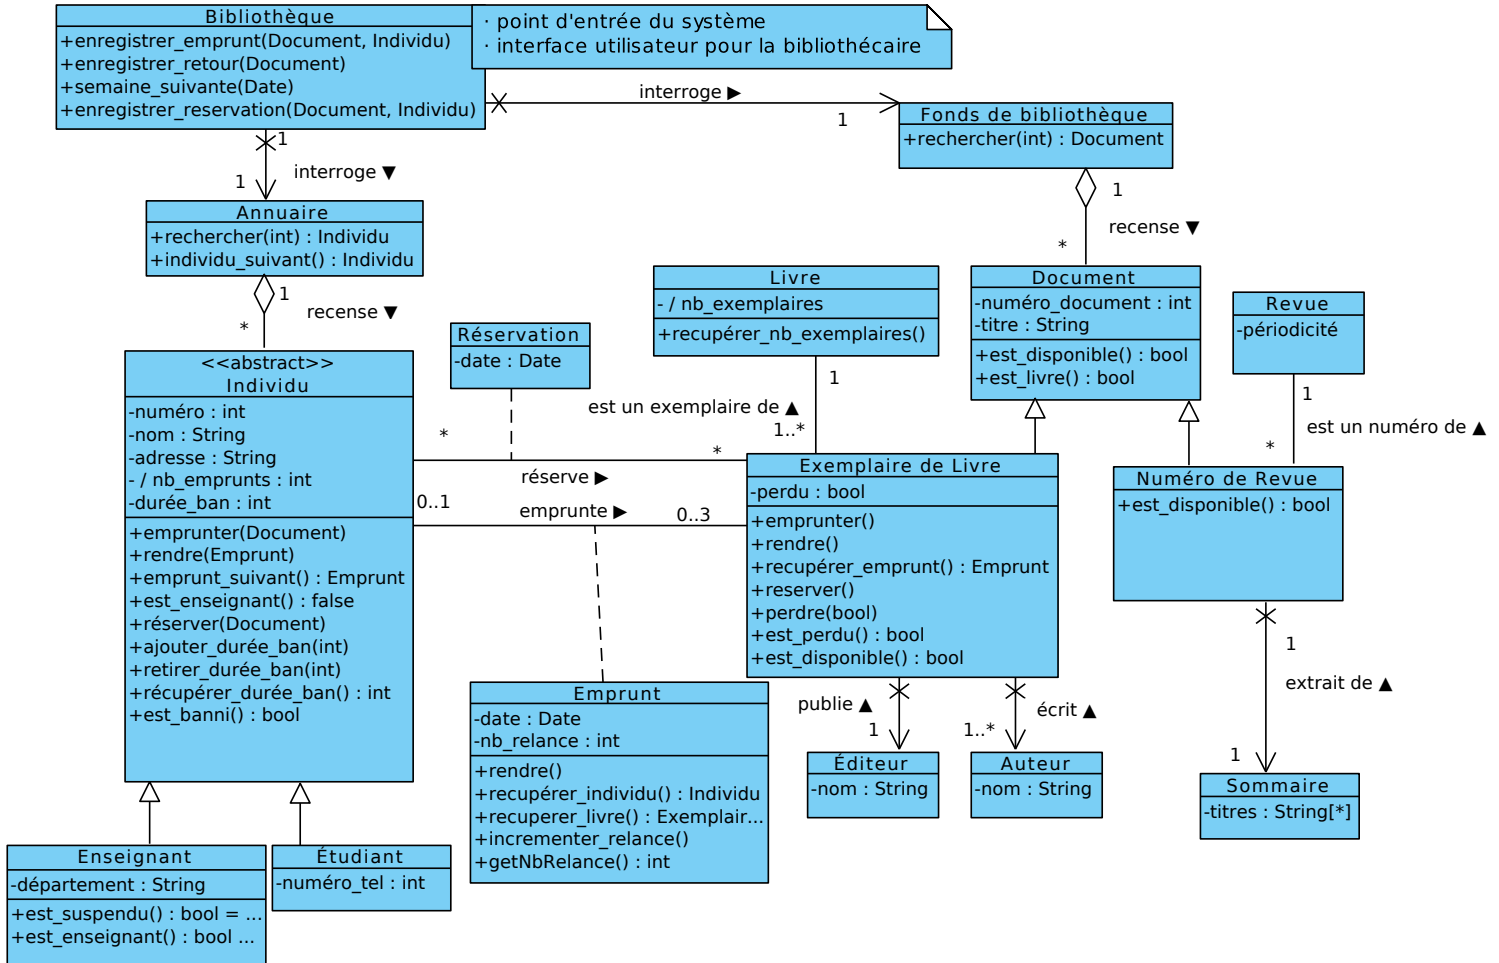 Bibliothèque
+enregistrer_emprunt(Document, Individu)
+enregistrer_retour(Document)
+semaine_suivante(Date)
+enregistrer_reservation(Document, Individu)
· point d'entrée du système
· interface utilisateur pour la bibliothécaire
interroge ▶
1
Fonds de bibliothèque
+rechercher(int) : Document
1
interroge ▼
1
Annuaire
+rechercher(int) : Individu
+individu_suivant() : Individu
1
recense ▼
*
1
recense ▼
*
Livre
- / nb_exemplaires
+recupérer_nb_exemplaires()
Document
-numéro_document : int
-titre : String
+est_disponible() : bool
+est_livre() : bool
Revue
-périodicité
Réservation
-date : Date
<<abstract>>
Individu
-numéro : int
-nom : String
-adresse : String
- / nb_emprunts : int
-durée_ban : int
+emprunter(Document)
+rendre(Emprunt)
+emprunt_suivant() : Emprunt
+est_enseignant() : false
+réserver(Document)
+ajouter_durée_ban(int)
+retirer_durée_ban(int)
+récupérer_durée_ban() : int
+est_banni() : bool
1
est un exemplaire de ▲
1..*
1
est un numéro de ▲
*
*
*
réserve ▶
0..1
emprunte ▶
0..3
Exemplaire de Livre
-perdu : bool
+emprunter()
+rendre()
+recupérer_emprunt() : Emprunt
+reserver()
+perdre(bool)
+est_perdu() : bool
+est_disponible() : bool
Numéro de Revue
+est_disponible() : bool
1
extrait de ▲
1
publie ▲
1
écrit ▲
1..*
Emprunt
-date : Date
-nb_relance : int
+rendre()
+recupérer_individu() : Individu
+recuperer_livre() : Exemplair...
+incrementer_relance()
+getNbRelance() : int
Éditeur
-nom : String
Auteur
-nom : String
Sommaire
-titres : String[*]
Enseignant
-département : String
+est_suspendu() : bool = ...
+est_enseignant() : bool ...
Étudiant
-numéro_tel : int